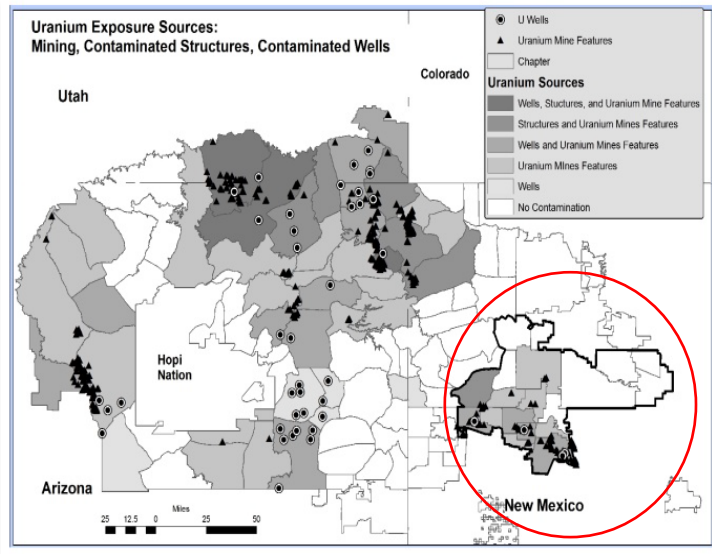 Uranium Exposure Sources:
Mining, Contaminated Structures, Contaminated Wells
U Wells
Uranium Mine Features
Chapter
Uranium Sources
Wells, Stuctures, and Uranium Mine Features
Structures and Uranium Mines Features
Wells and Uranium Mines Features
Uranium MInes Features
Wells
No Contamination
Colorado
Utah
Hopi
Nation
Arizona
New Mexico
Miles
25 12.5 0 25 50